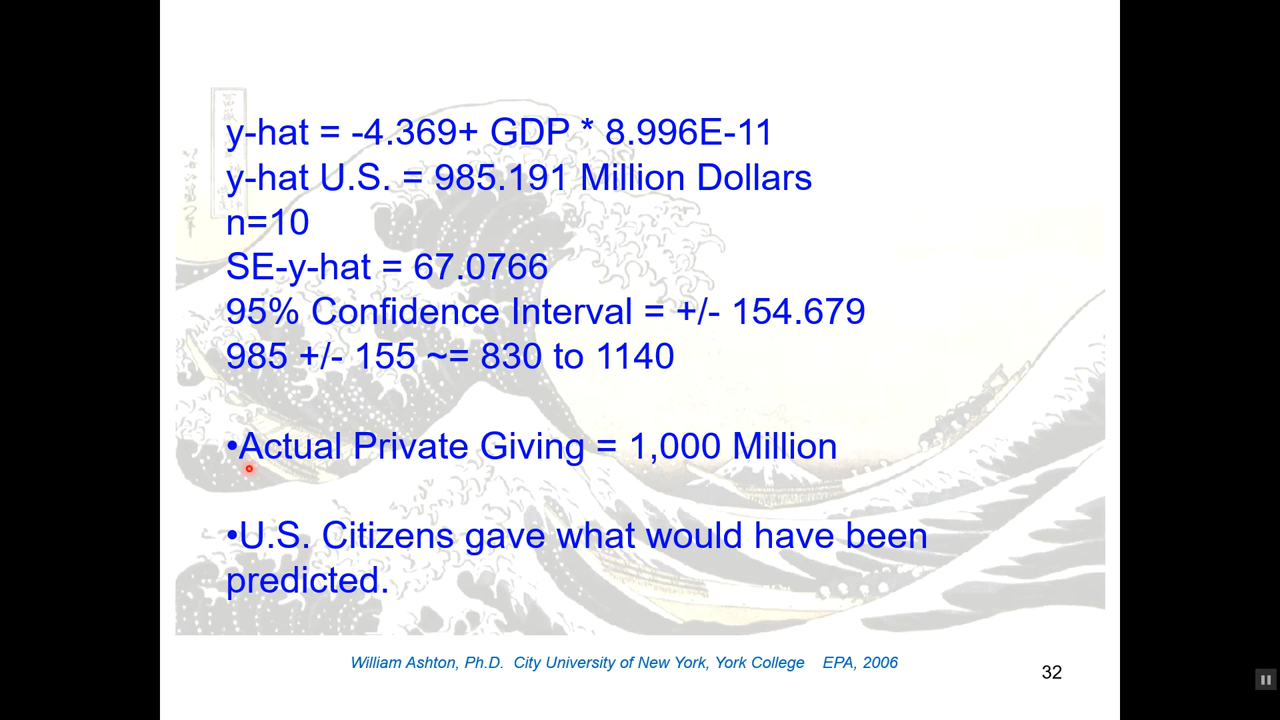 y-hat = -4.369+ GDP * 8.996E-11
y-hat U.S. = 985.191 Million Dollars
n=10
SE-y-hat = 67.0766
95% Confidence Interval = +/- 154.679
985 +/- 155 ~= 830 to 1140
•Actual Private Giving = 1,000 Million
•U.S. Citizens gave what would have been
predicted.
William Ashton, Ph.D. City University of New York, York College EPA, 2006
32